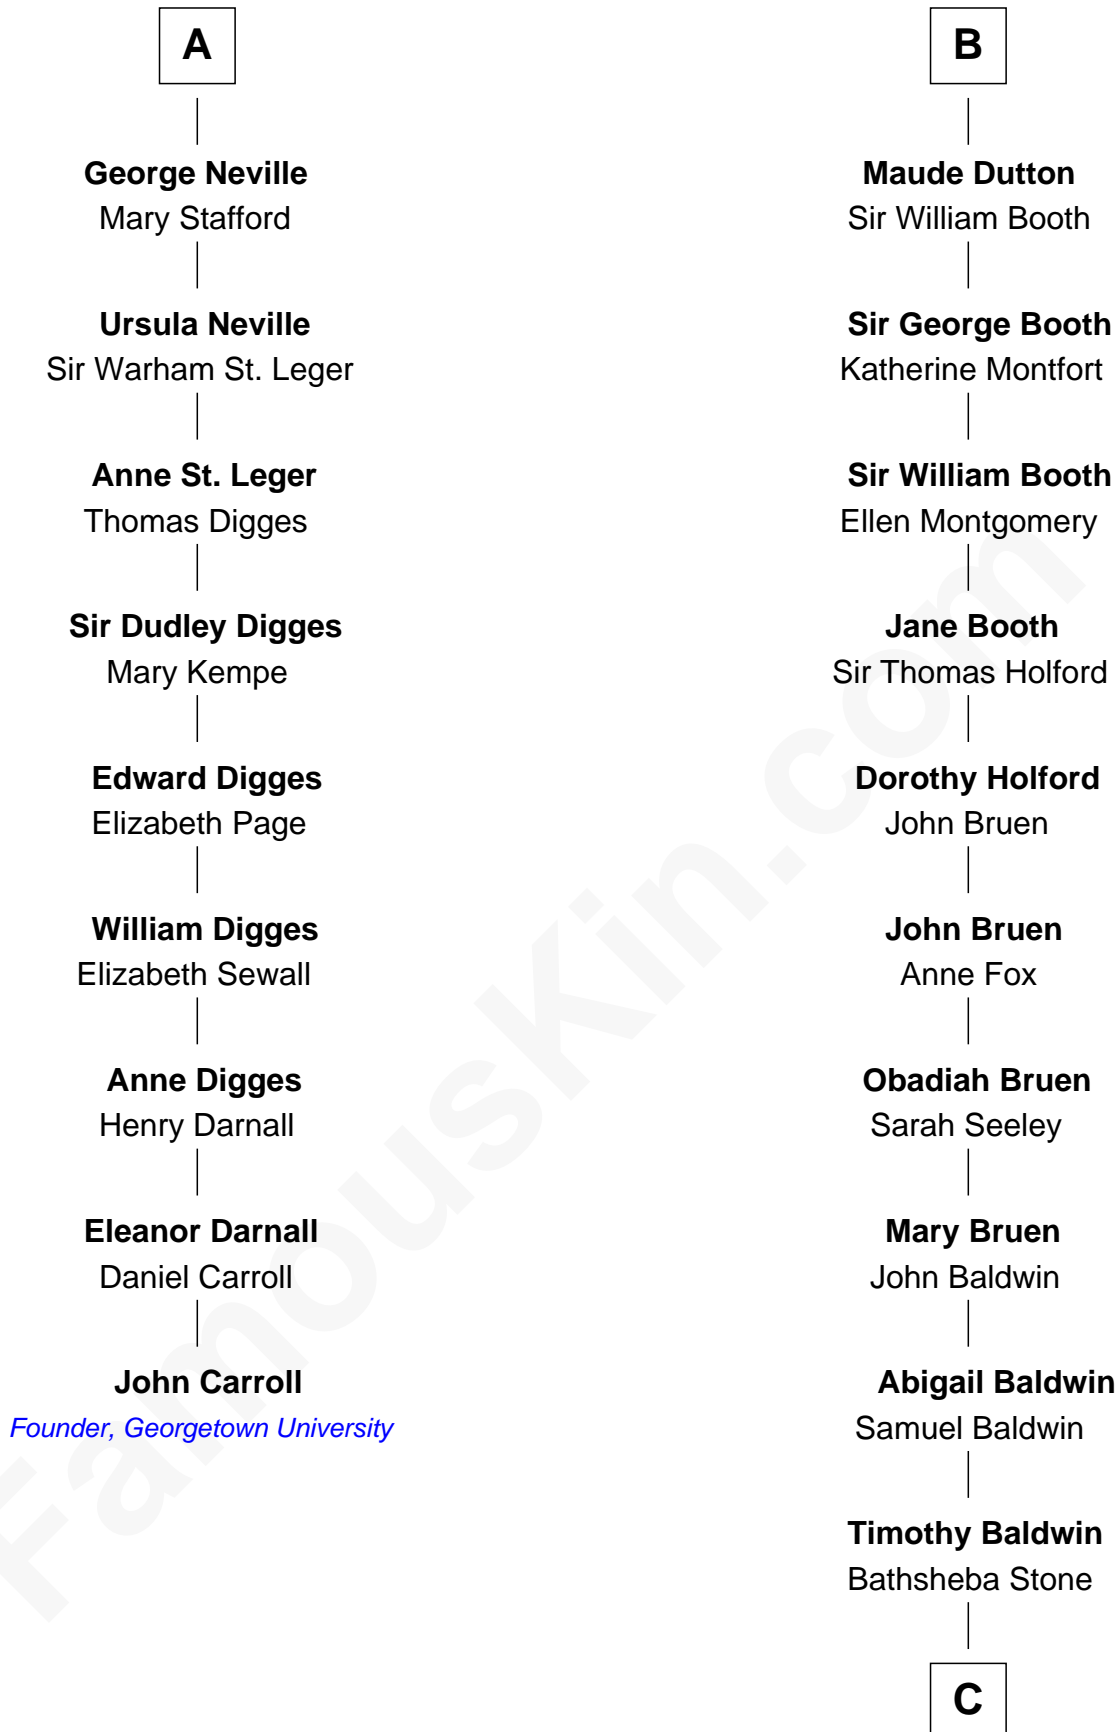 A
George Neville
Mary Stafford
Ursula Neville
Sir Warham St. Leger
Anne St. Leger
Thomas Digges
Sir Dudley Digges
Mary Kempe
Edward Digges
Elizabeth Page
William Digges
Elizabeth Sewall
Anne Digges
Henry Darnall
Eleanor Darnall
Daniel Carroll
John Carroll
Founder, Georgetown University
B
Maude Dutton
Sir William Booth
Sir George Booth
Katherine Montfort
Sir William Booth
Ellen Montgomery
Jane Booth
Sir Thomas Holford
Dorothy Holford
John Bruen
John Bruen
Anne Fox
Obadiah Bruen
Sarah Seeley
Mary Bruen
John Baldwin
Abigail Baldwin
Samuel Baldwin
Timothy Baldwin
Bathsheba Stone
C
FamousKin.com